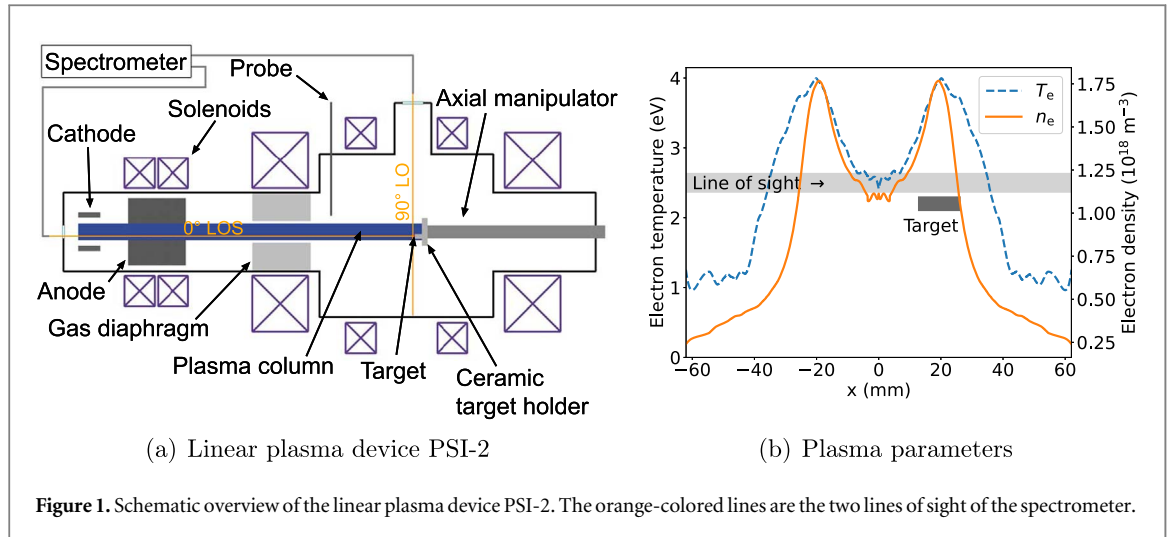 Spectrometer
Probe
Axial manipulator
Solenoids
Cathode
0° LOS
90° LO
Anode
Gas diaphragm
Plasma column
Target
Ceramic
target holder
(a) Linear plasma device PSI-2
4
3
2
1
0
Electron temperature (eV)
Te
ne
Line of sight →
Target
1.75
1.50
1.25
1.00
0.75
0.50
0.25
Electron density (10^18 m^−3)
−60 −40 −20 0 20 40 60
x (mm)
(b) Plasma parameters
Figure 1. Schematic overview of the linear plasma device PSI-2. The orange-colored lines are the two lines of sight of the spectrometer.